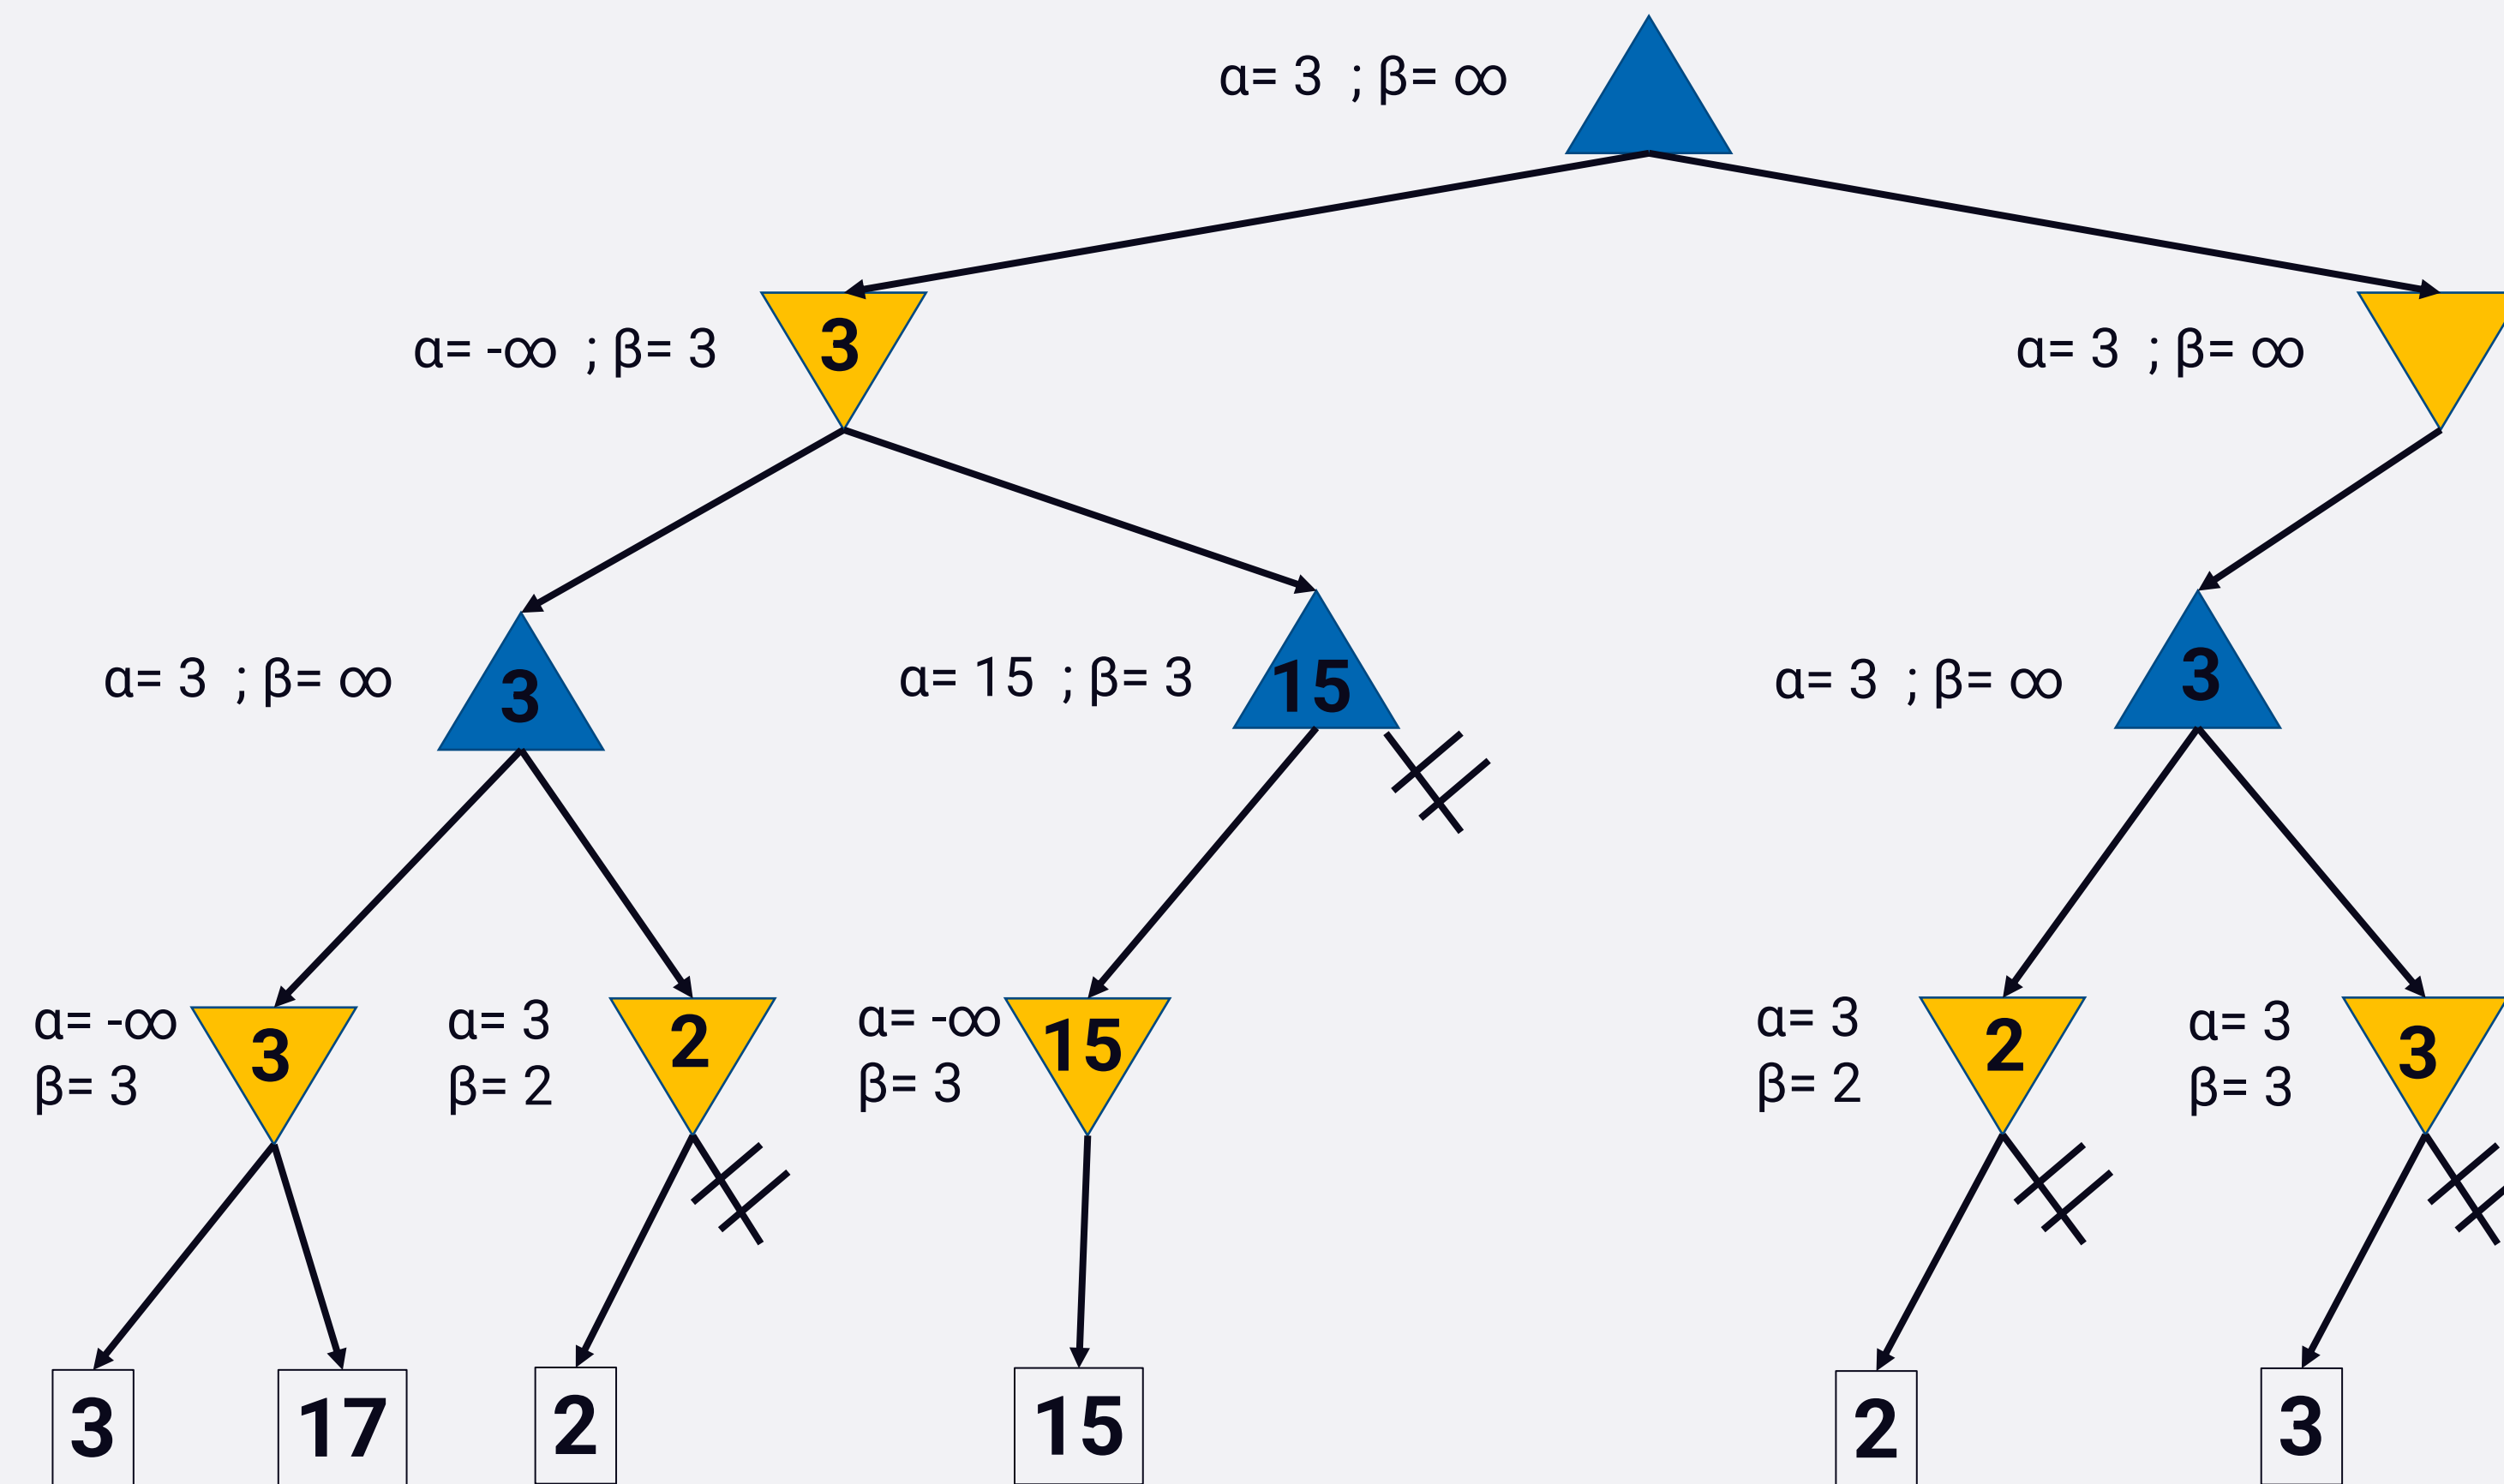 α= 3 ; β= ∞
α= -∞ ; β= 3
3
α= 3 ; β= ∞
α= 3 ; β= ∞
3
α= 15 ; β= 3
15
α= 3 ; β= ∞
3
α= -∞
β= 3
3
α= 3
β= 2
2
α= -∞
β= 3
15
α= 3
β= 2
2
α= 3
β= 3
3
3
17
2
15
2
3